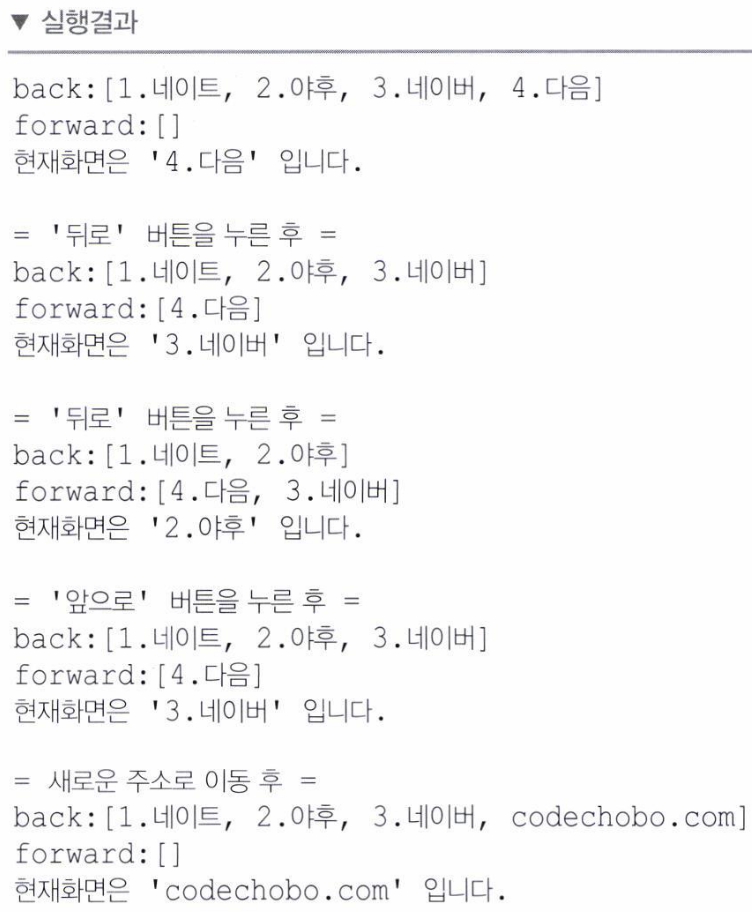 ▼ 실행결과
back:[1.네이트, 2.야후, 3.네이버, 4.다음]
forward:[]
현재화면은 '4.다음' 입니다.
= '뒤로' 버튼을 누른 후 =
back:[1.네이트, 2.야후, 3.네이버]
forward:[4.다음]
현재화면은 '3.네이버' 입니다.
= '뒤로' 버튼을 누른 후 =
back:[1.네이트, 2.야후]
forward:[4.다음, 3.네이버]
현재화면은 '2.야후' 입니다.
= '앞으로' 버튼을 누른 후 =
back:[1.네이트, 2.야후, 3.네이버]
forward:[4.다음]
현재화면은 '3.네이버' 입니다.
= 새로운 주소로 이동 후 =
back:[1.네이트, 2.야후, 3.네이버, codechobo.com]
forward:[]
현재화면은 'codechobo.com' 입니다.